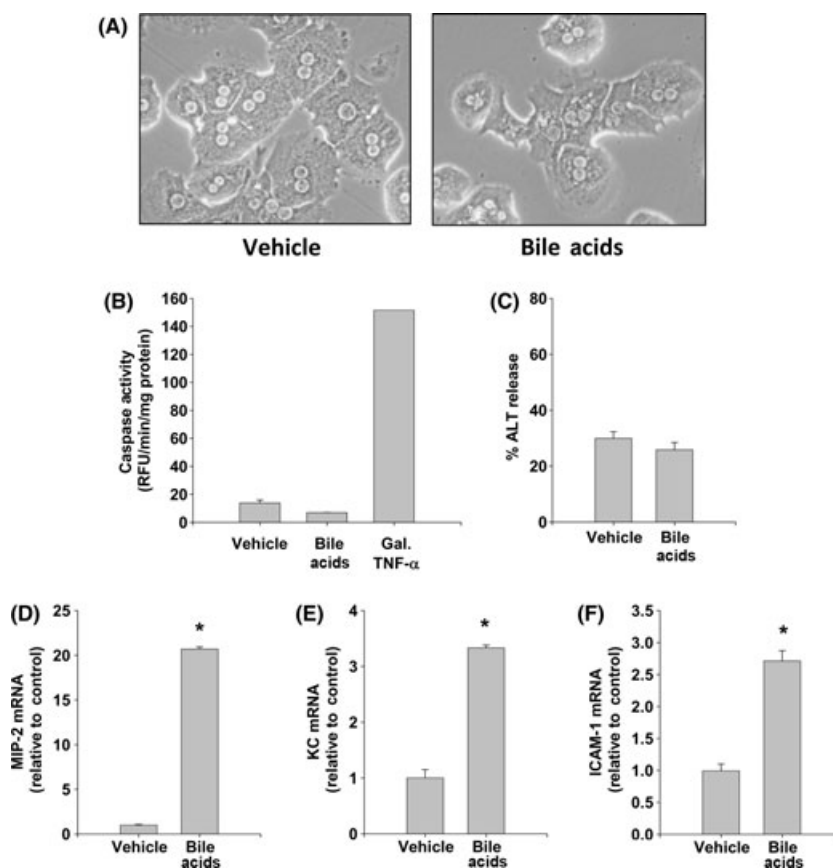 (A)
Vehicle
Bile acids
(B)
Caspase activity
(RFU/min/mg protein)
160
140
120
100
80
60
40
20
0
Vehicle
Bile
acids
Gal.
TNF-α
(C)
% ALT release
80
60
40
20
0
Vehicle
Bile
acids
(D)
MIP-2 mRNA
(relative to control)
25
20
15
10
5
0
*
Vehicle
Bile
acids
(E)
KC mRNA
(relative to control)
4
3
2
1
0
*
Vehicle
Bile
acids
(F)
ICAM-1 mRNA
(relative to control)
3.5
3.0
2.5
2.0
1.5
1.0
0.5
0.0
*
Vehicle
Bile
acids